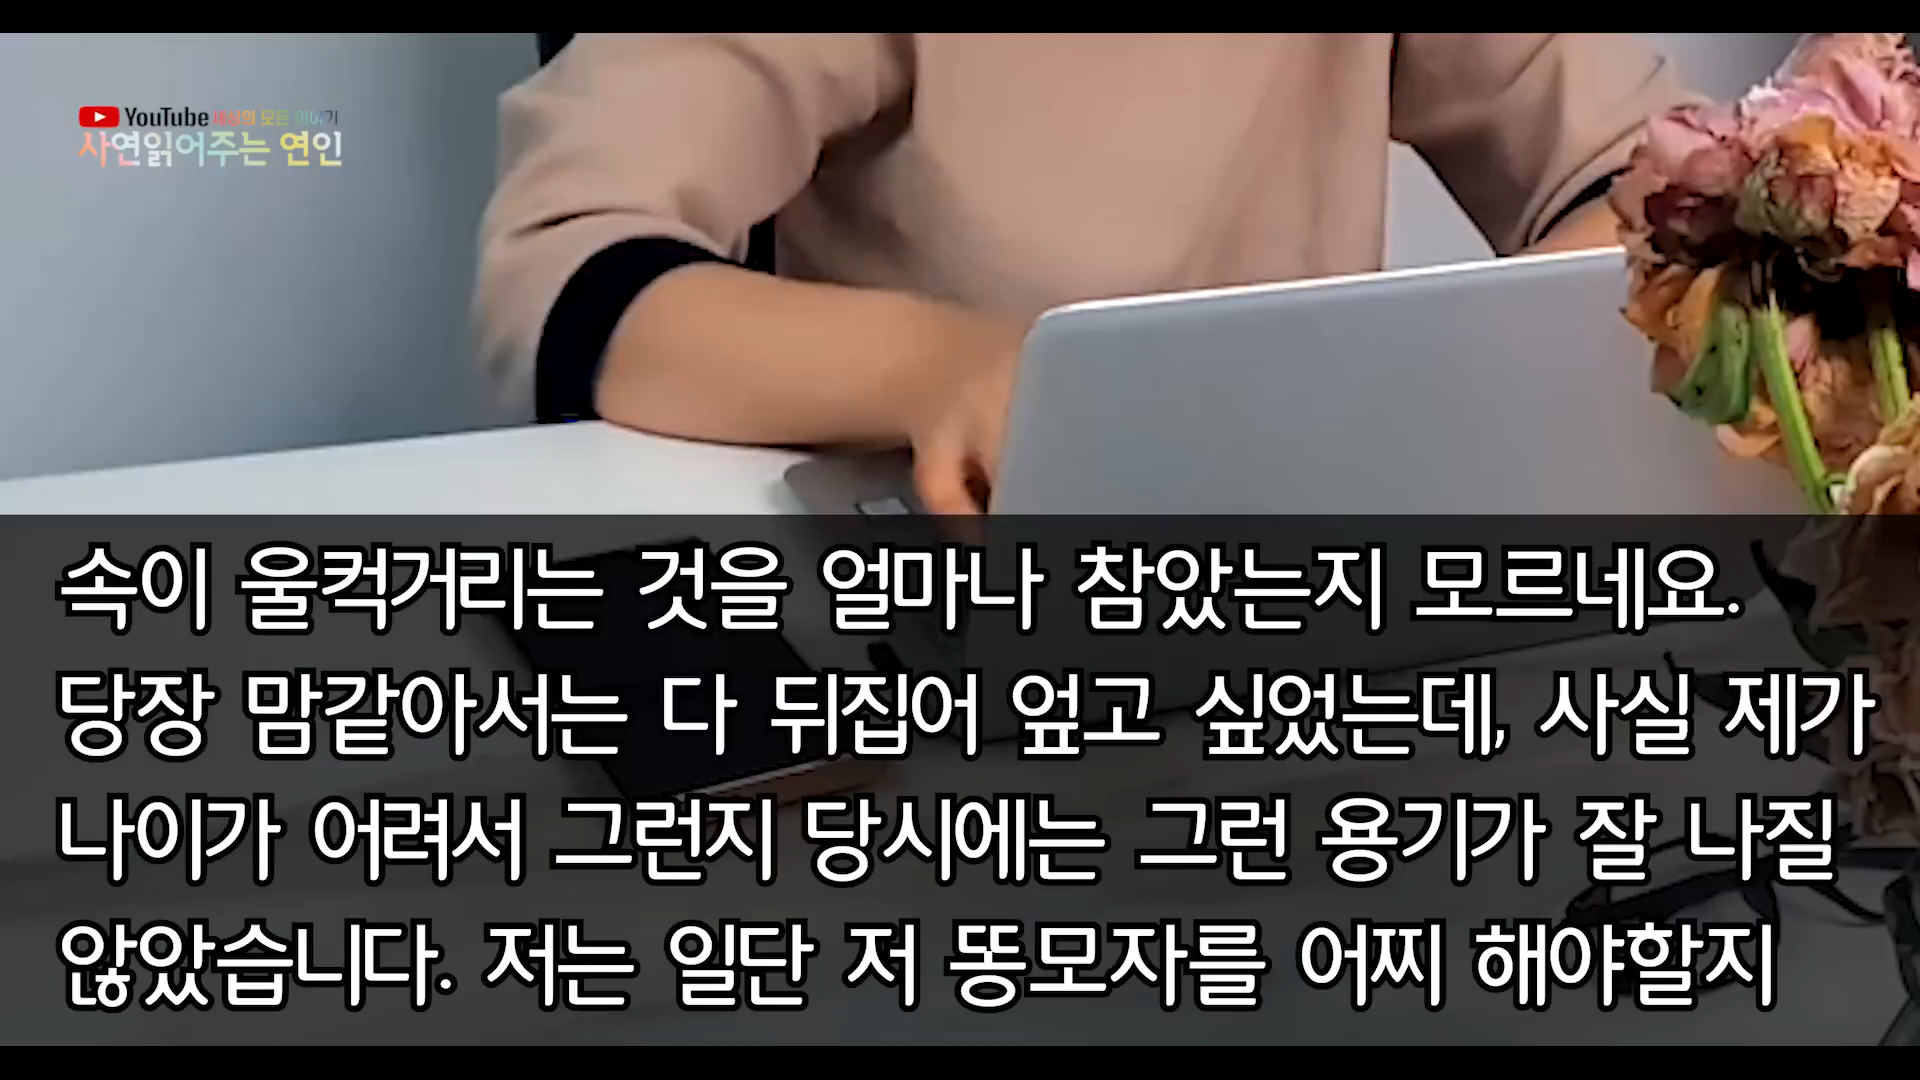 YouTube 세상의 모든 이야기
사연읽어주는 연인
속이 울컥거리는 것을 얼마나 참았는지 모르네요.
당장 맘같아서는 다 뒤집어 엎고 싶었는데, 사실 제가
나이가 어려서 그런지 당시에는 그런 용기가 잘 나질
않았습니다. 저는 일단 저 똥모자를 어찌 해야할지